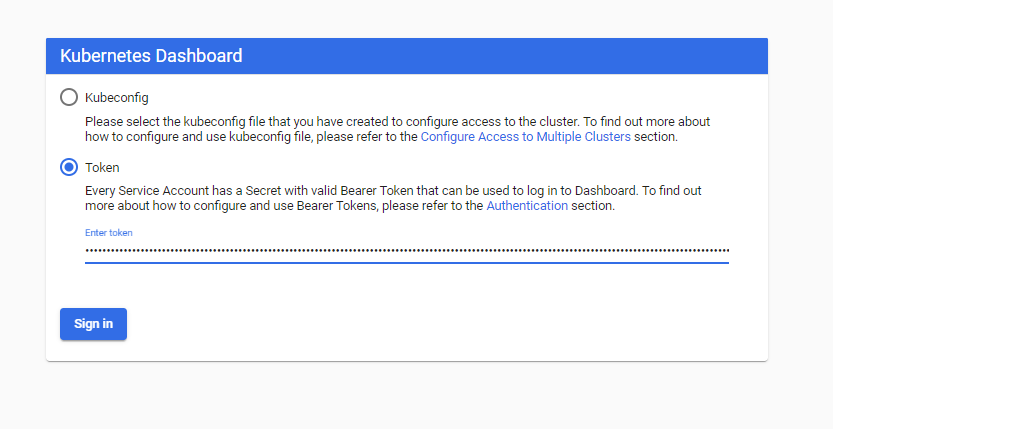 Kubernetes Dashboard
Kubeconfig
Please select the kubeconfig file that you have created to configure access to the cluster. To find out more about
how to configure and use kubeconfig file, please refer to the Configure Access to Multiple Clusters section.
Token
Every Service Account has a Secret with valid Bearer Token that can be used to log in to Dashboard. To find out
more about how to configure and use Bearer Tokens, please refer to the Authentication section.
Enter token
Sign in